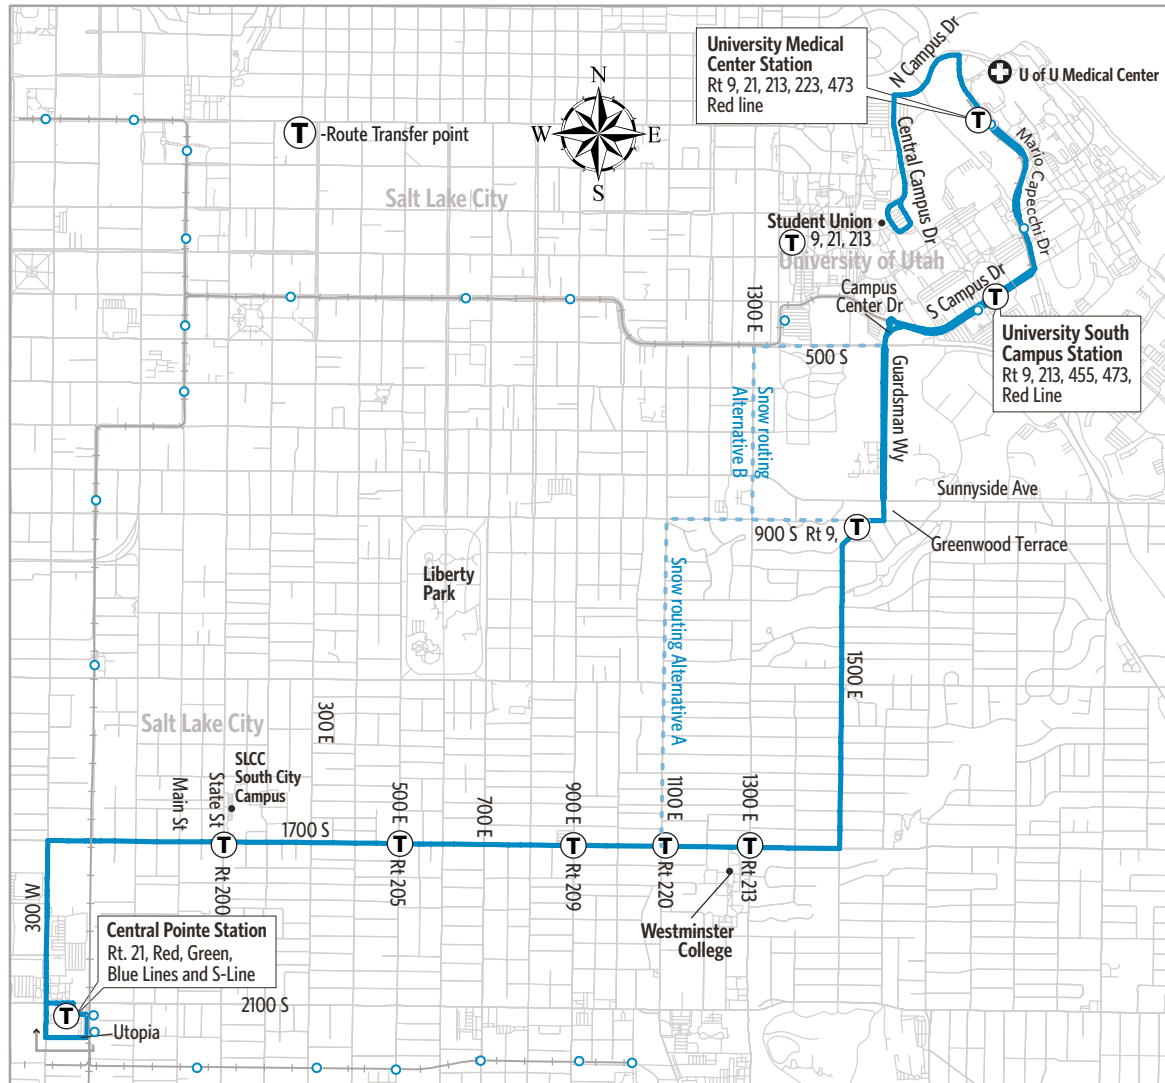 University Medical
Center Station
Rt 9, 21, 213, 223, 473
Red line
N Campus Dr
U of U Medical Center
N
W
E
S
T
-Route Transfer point
T
Central Campus Dr
Mario Capecchi Dr
Salt Lake City
Student Union
T
9, 21, 213
University of Utah
Campus
Center Dr
S Campus Dr
T
1300 E
500 S
University South
Campus Station
Rt 9, 213, 455, 473,
Red Line
Guardsman Wy
Snow routing
Alternative B
Sunnyside Ave
900 S
Rt 9,
T
Greenwood Terrace
Liberty
Park
Snow routing Alternative A
1500 E
Salt Lake City
300 E
SLCC
South City
Campus
Main St
State St
1700 S
500 E
700 E
900 E
1100 E
1300 E
T
T
T
T
T
Rt 200
Rt 205
Rt 209
Rt 220
Rt 213
300 W
Westminster
College
Central Pointe Station
Rt. 21, Red, Green,
Blue Lines and S-Line
2100 S
T
Utopia